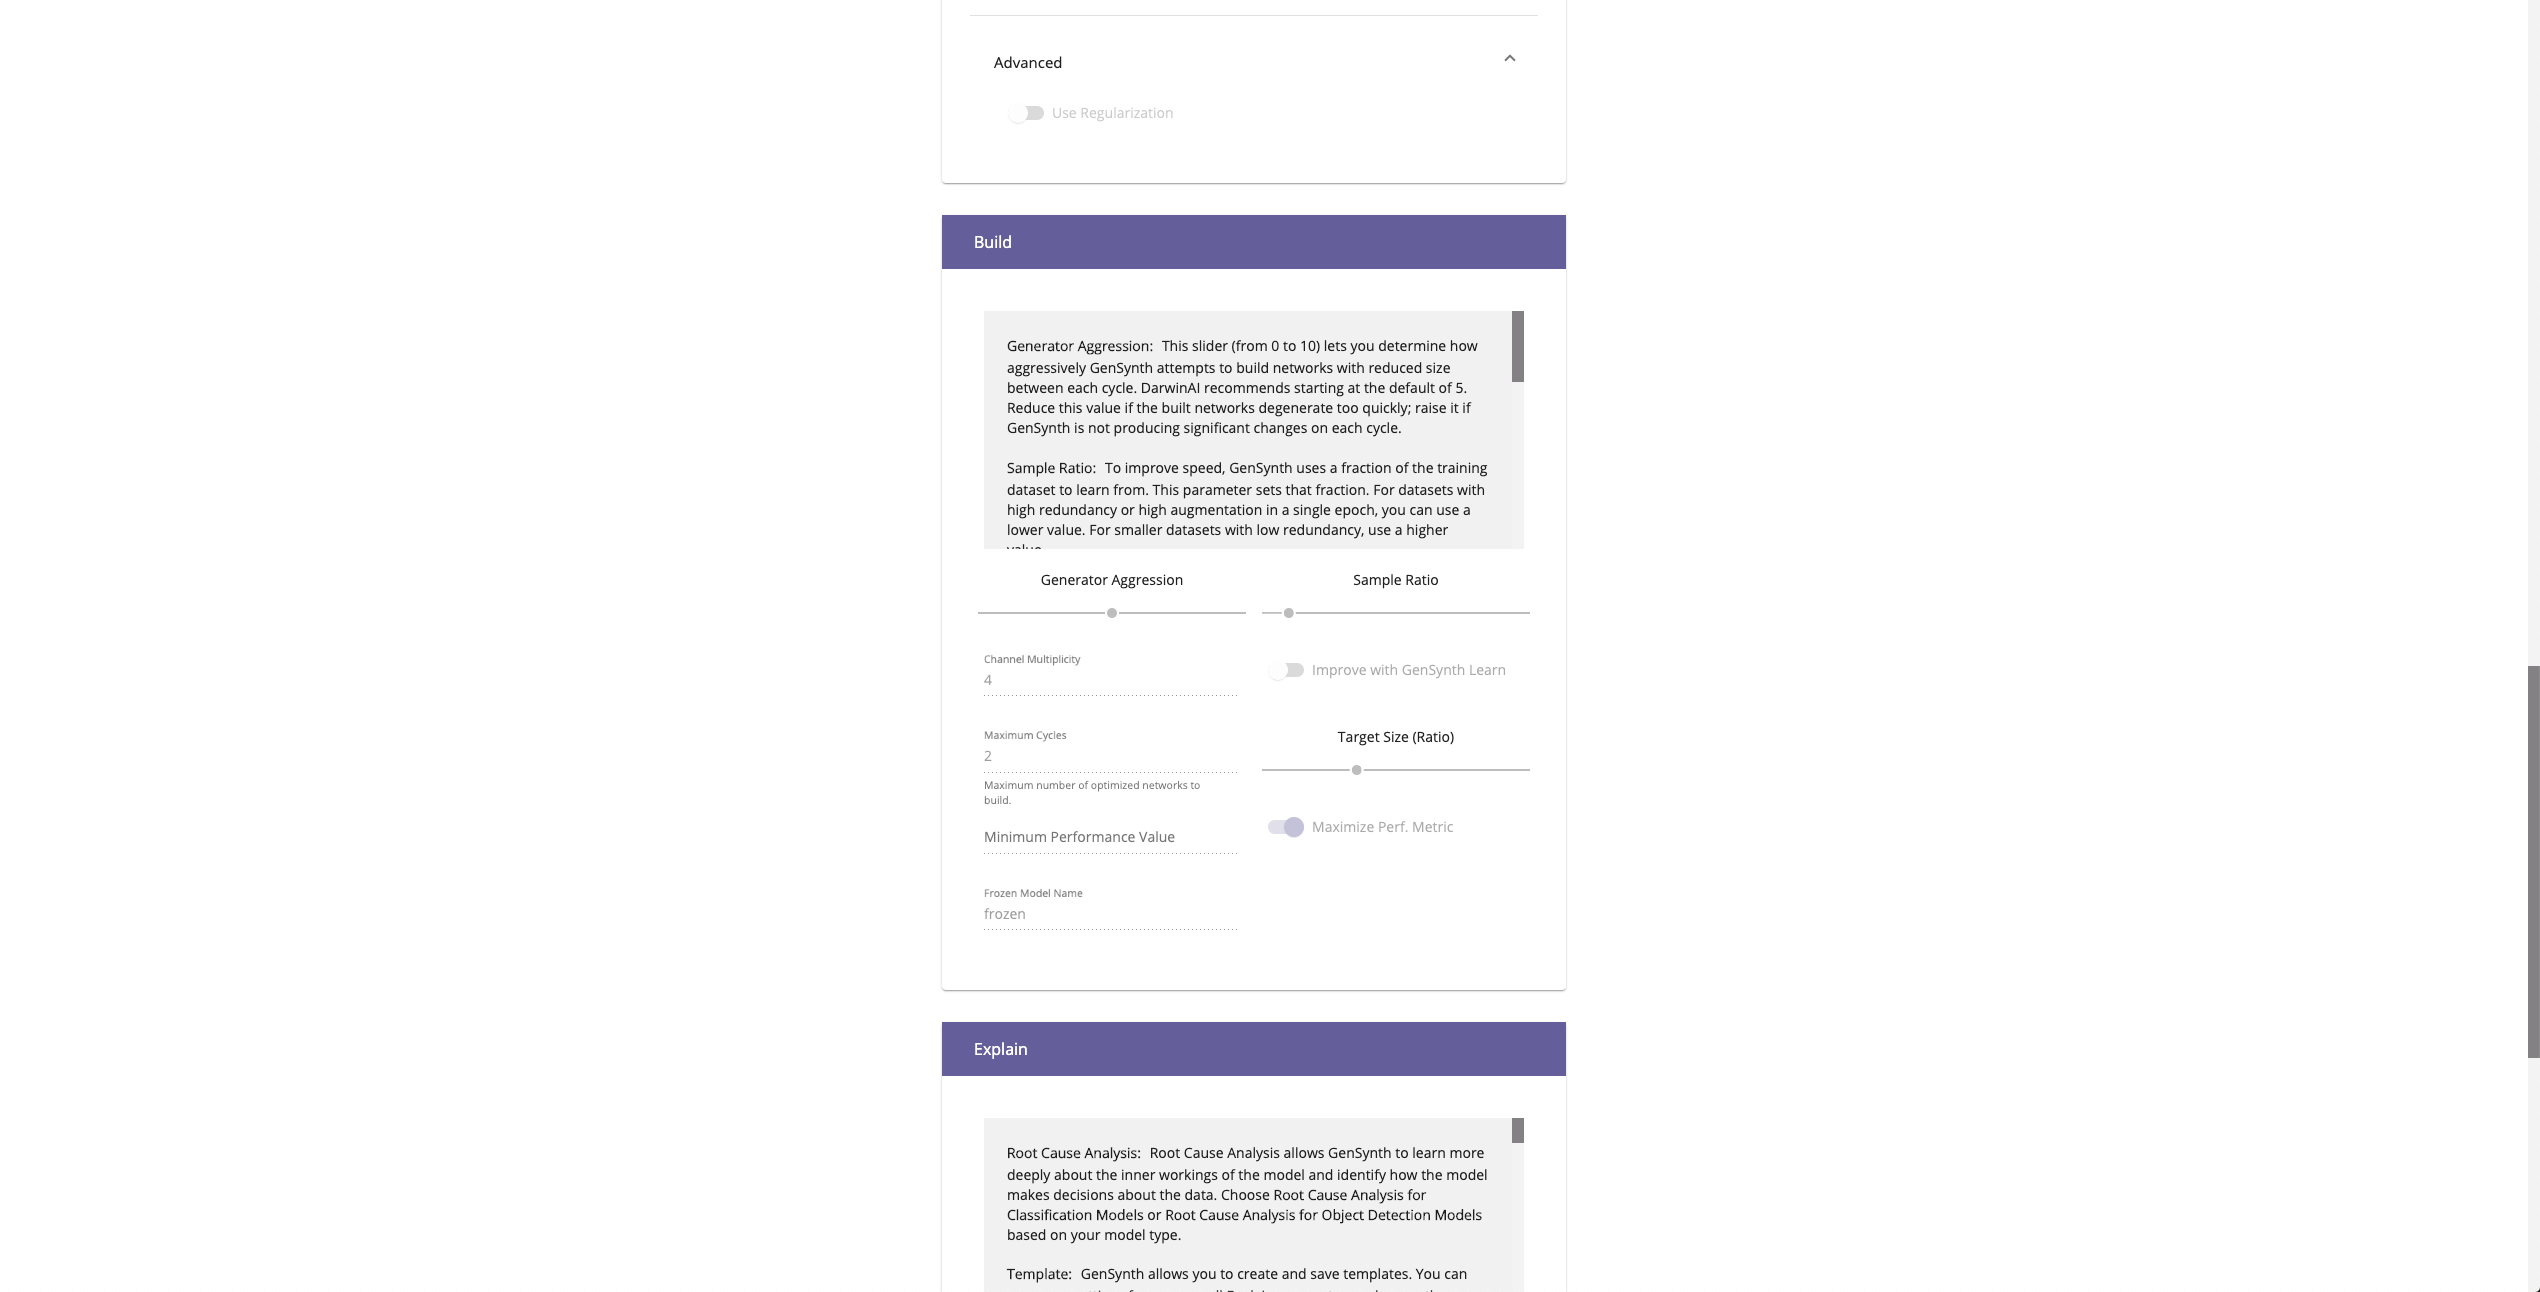 Advanced
Use Regularization
Build
Generator Aggression: This slider (from 0 to 10) lets you determine how
aggressively GenSynth attempts to build networks with reduced size
between each cycle. DarwinAI recommends starting at the default of 5.
Reduce this value if the built networks degenerate too quickly; raise it if
GenSynth is not producing significant changes on each cycle.
Sample Ratio: To improve speed, GenSynth uses a fraction of the training
dataset to learn from. This parameter sets that fraction. For datasets with
high redundancy or high augmentation in a single epoch, you can use a
lower value. For smaller datasets with low redundancy, use a higher
Generator Aggression
Sample Ratio
Channel Multiplicity
4
Improve with GenSynth Learn
Maximum Cycles
2
Maximum number of optimized networks to
build.
Target Size (Ratio)
Minimum Performance Value
Maximize Perf. Metric
Frozen Model Name
frozen
Explain
Root Cause Analysis: Root Cause Analysis allows GenSynth to learn more
deeply about the inner workings of the model and identify how the model
makes decisions about the data. Choose Root Cause Analysis for
Classification Models or Root Cause Analysis for Object Detection Models
based on your model type.
Template: GenSynth allows you to create and save templates. You can